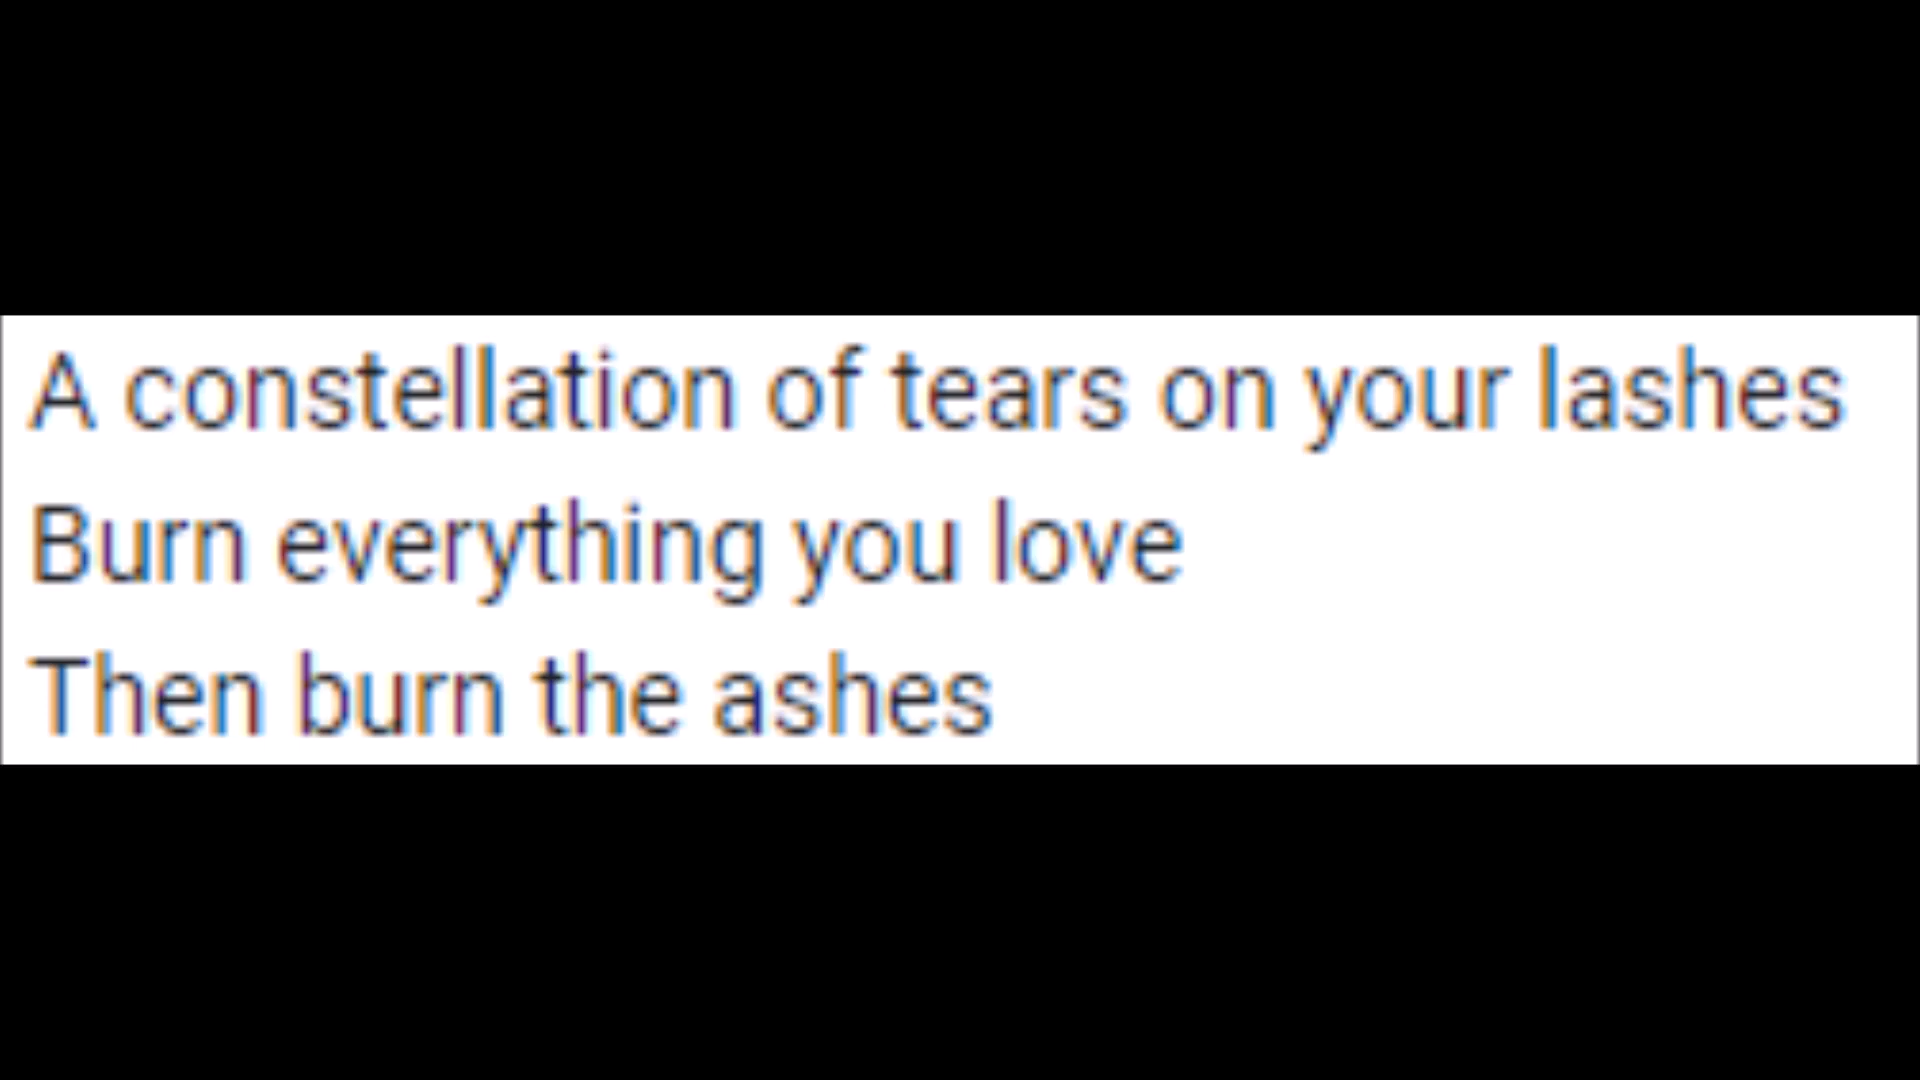 A constellation of tears on your lashes
Burn everything you love
Then burn the ashes